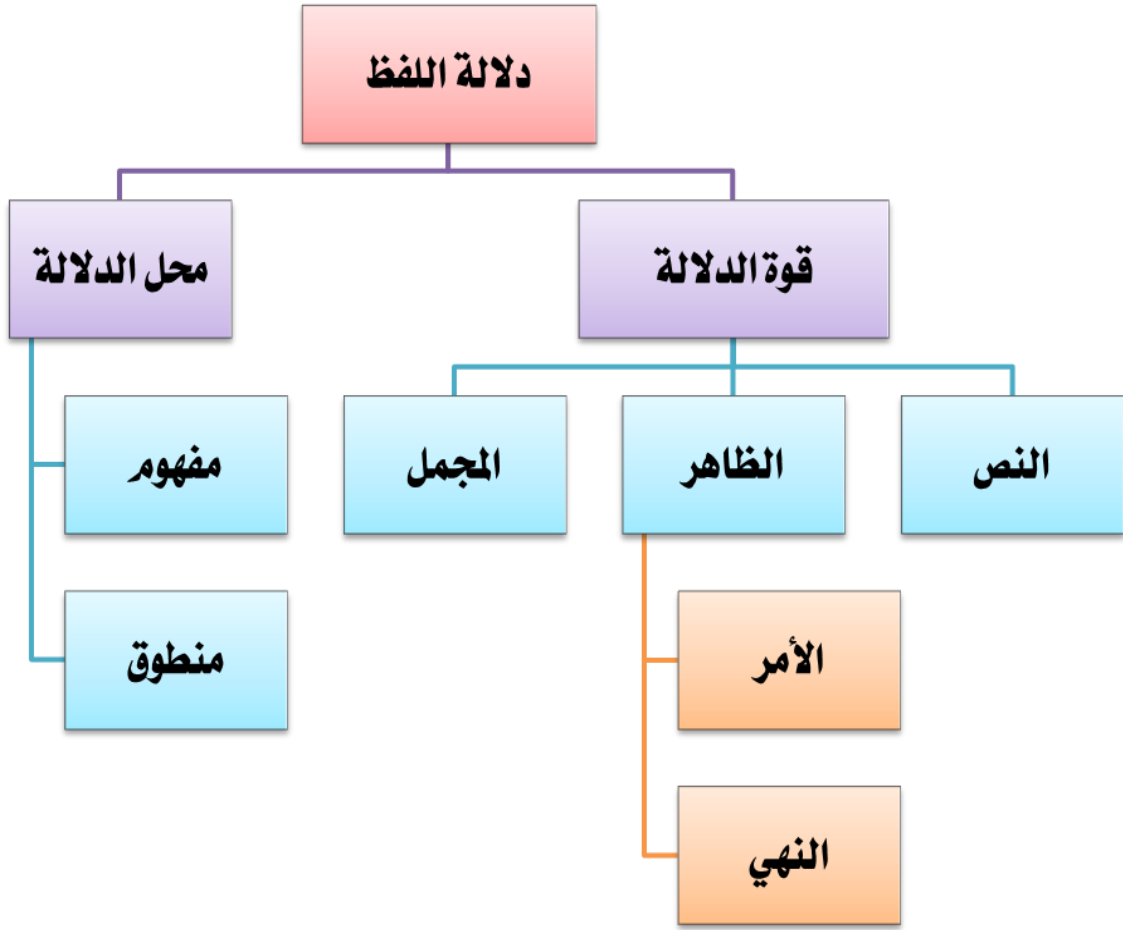 دلالة اللفظ
قوة الدلالة
محل الدلالة
النص
الظاهر
المجمل
مفهوم
الأمر
منطوق
النهي